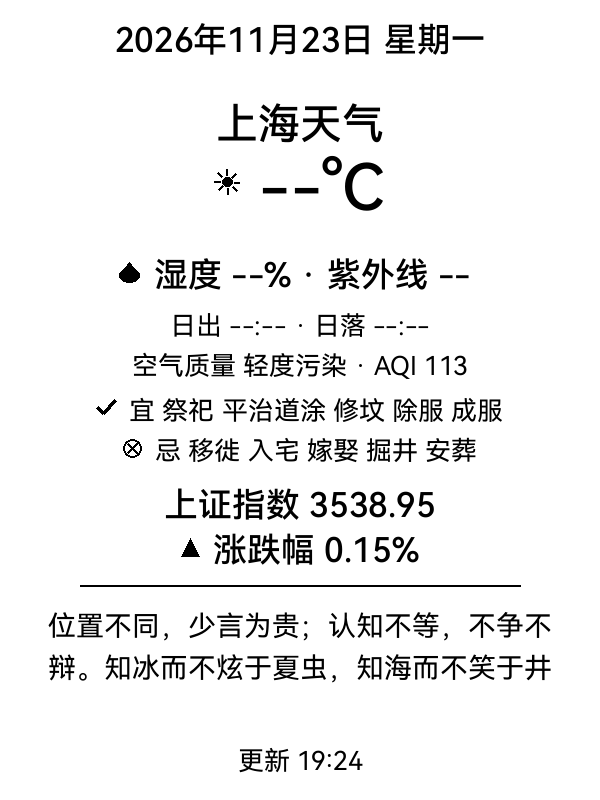 2026年11月23日 星期一
上海天气
--°C
湿度 --% · 紫外线 --
日出 --:-- · 日落 --:--
空气质量 轻度污染 · AQI 113
宜 祭祀 平治道涂 修坟 除服 成服
忌 移徙 入宅 嫁娶 掘井 安葬
上证指数 3538.95
▲ 涨跌幅 0.15%
位置不同，少言为贵；认知不等，不争不
辩。知冰而不炫于夏虫，知海而不笑于井
更新 19:24